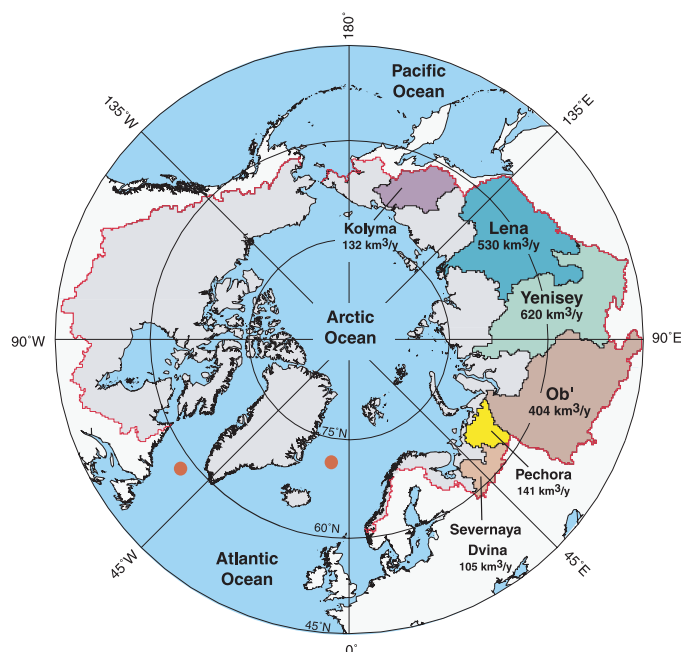 180˚
Pacific
Ocean
135˚W
135˚E
Kolyma
132 km³/y
Lena
530 km³/y
Yenisey
620 km³/y
Arctic
Ocean
90˚W
90˚E
Ob'
404 km³/y
75˚N
Pechora
141 km³/y
60˚N
Severnaya
Dvina
105 km³/y
Atlantic
Ocean
45˚W
45˚E
45˚N
0˚